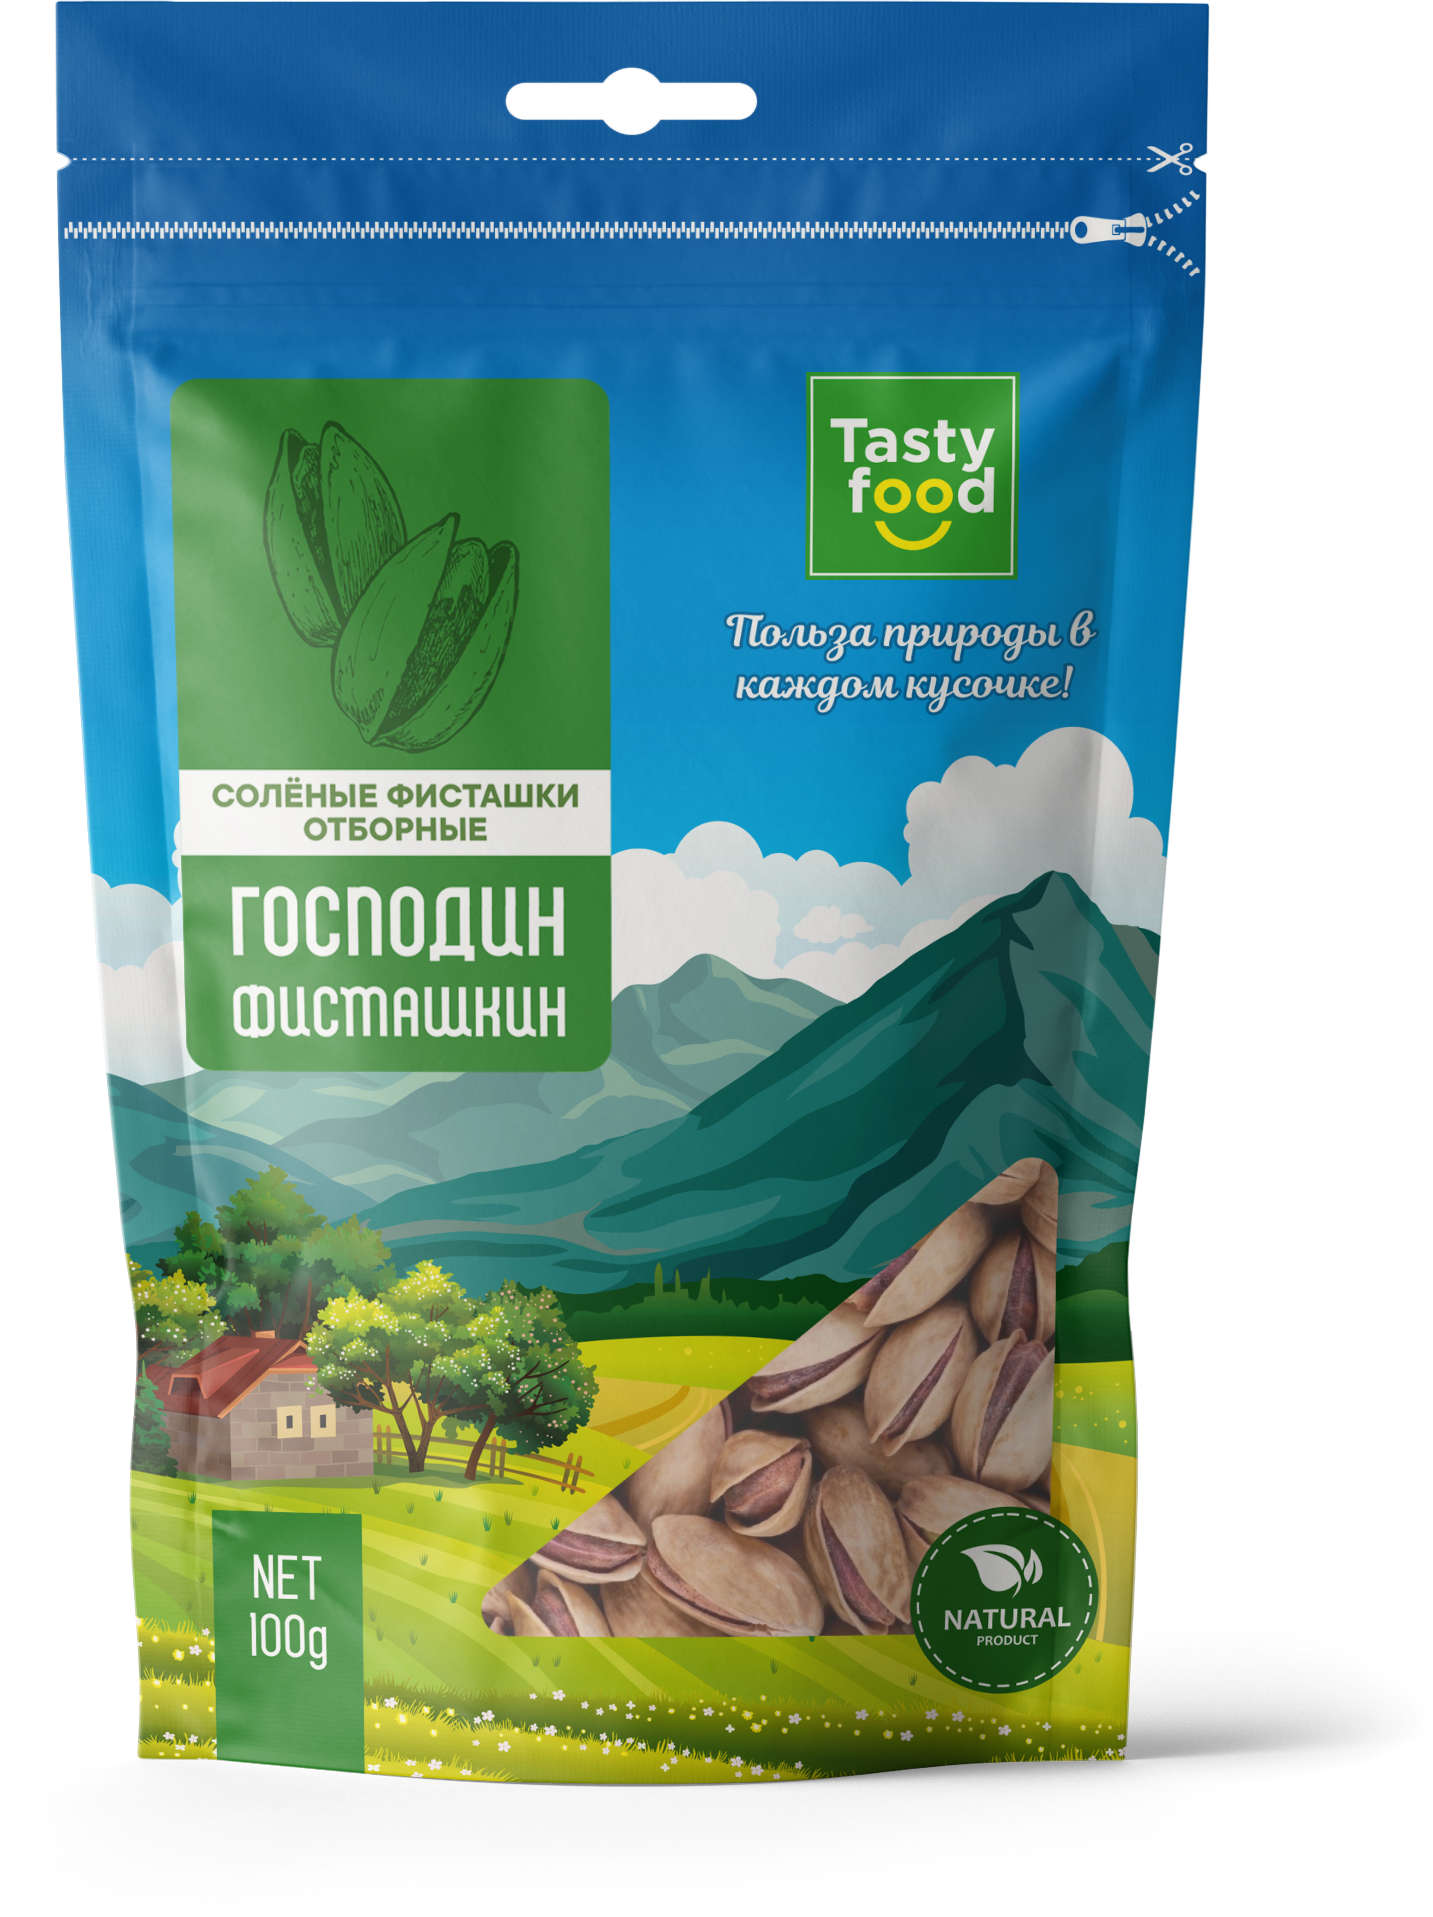 Tasty
food
Польза природы в
каждом кусочке!
СОЛЁНЫЕ ФИСТАШКИ
ОТБОРНЫЕ
ГОСПОДИН
ФИСТАШКИН
NET
100g
NATURAL
PRODUCT